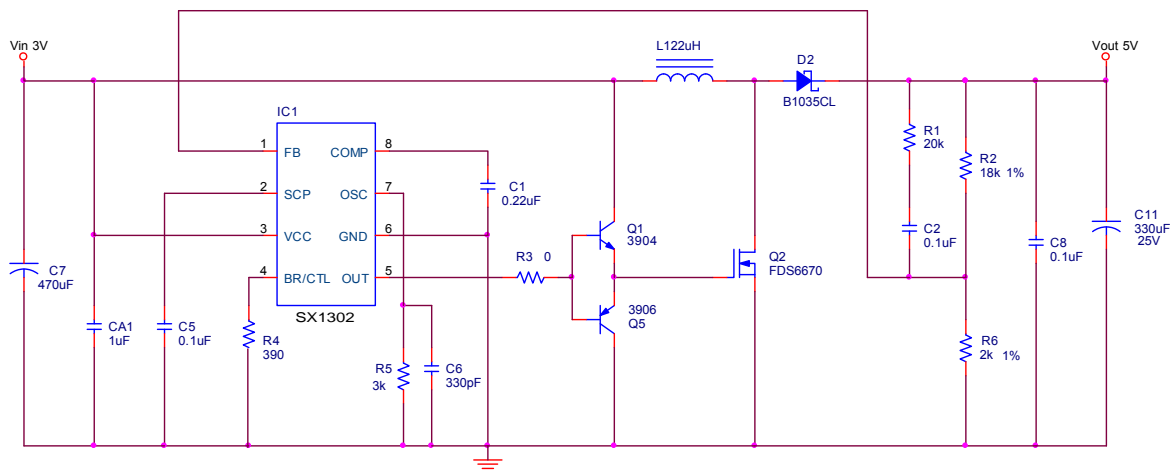 Vin 3V
L122uH
D2
B1035CL
Vout 5V
IC1
1 FB COMP 8
2 SCP OSC 7
3 VCC GND 6
4 BR/CTL OUT 5
SX1302
C1
0.22uF
R1
20k
R2
18k 1%
C11
330uF
25V
C2
0.1uF
C8
0.1uF
Q1
3904
R3 0
Q2
FDS6670
3906
Q5
C7
470uF
CA1
1uF
C5
0.1uF
R4
390
R5
3k
C6
330pF
R6
2k 1%